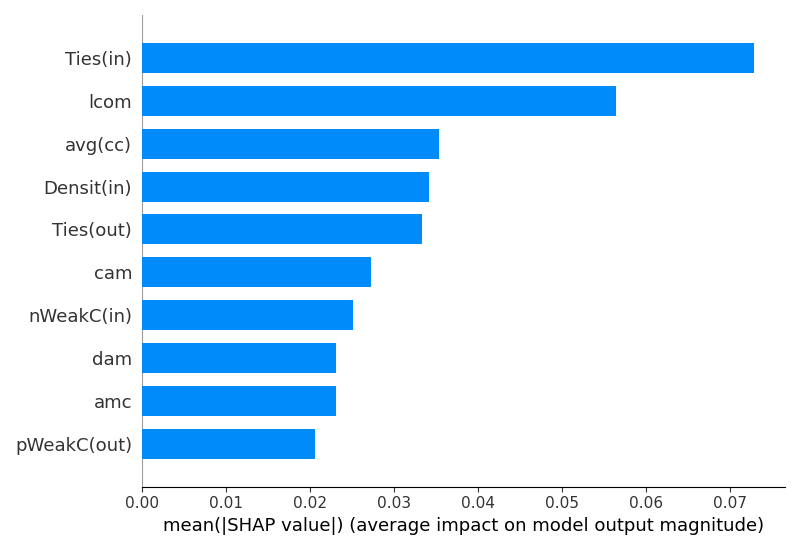 Ties(in)
lcom
avg(cc)
Densit(in)
Ties(out)
cam
nWeakC(in)
dam
amc
pWeakC(out)
0.00 0.01 0.02 0.03 0.04 0.05 0.06 0.07
mean(|SHAP value|) (average impact on model output magnitude)